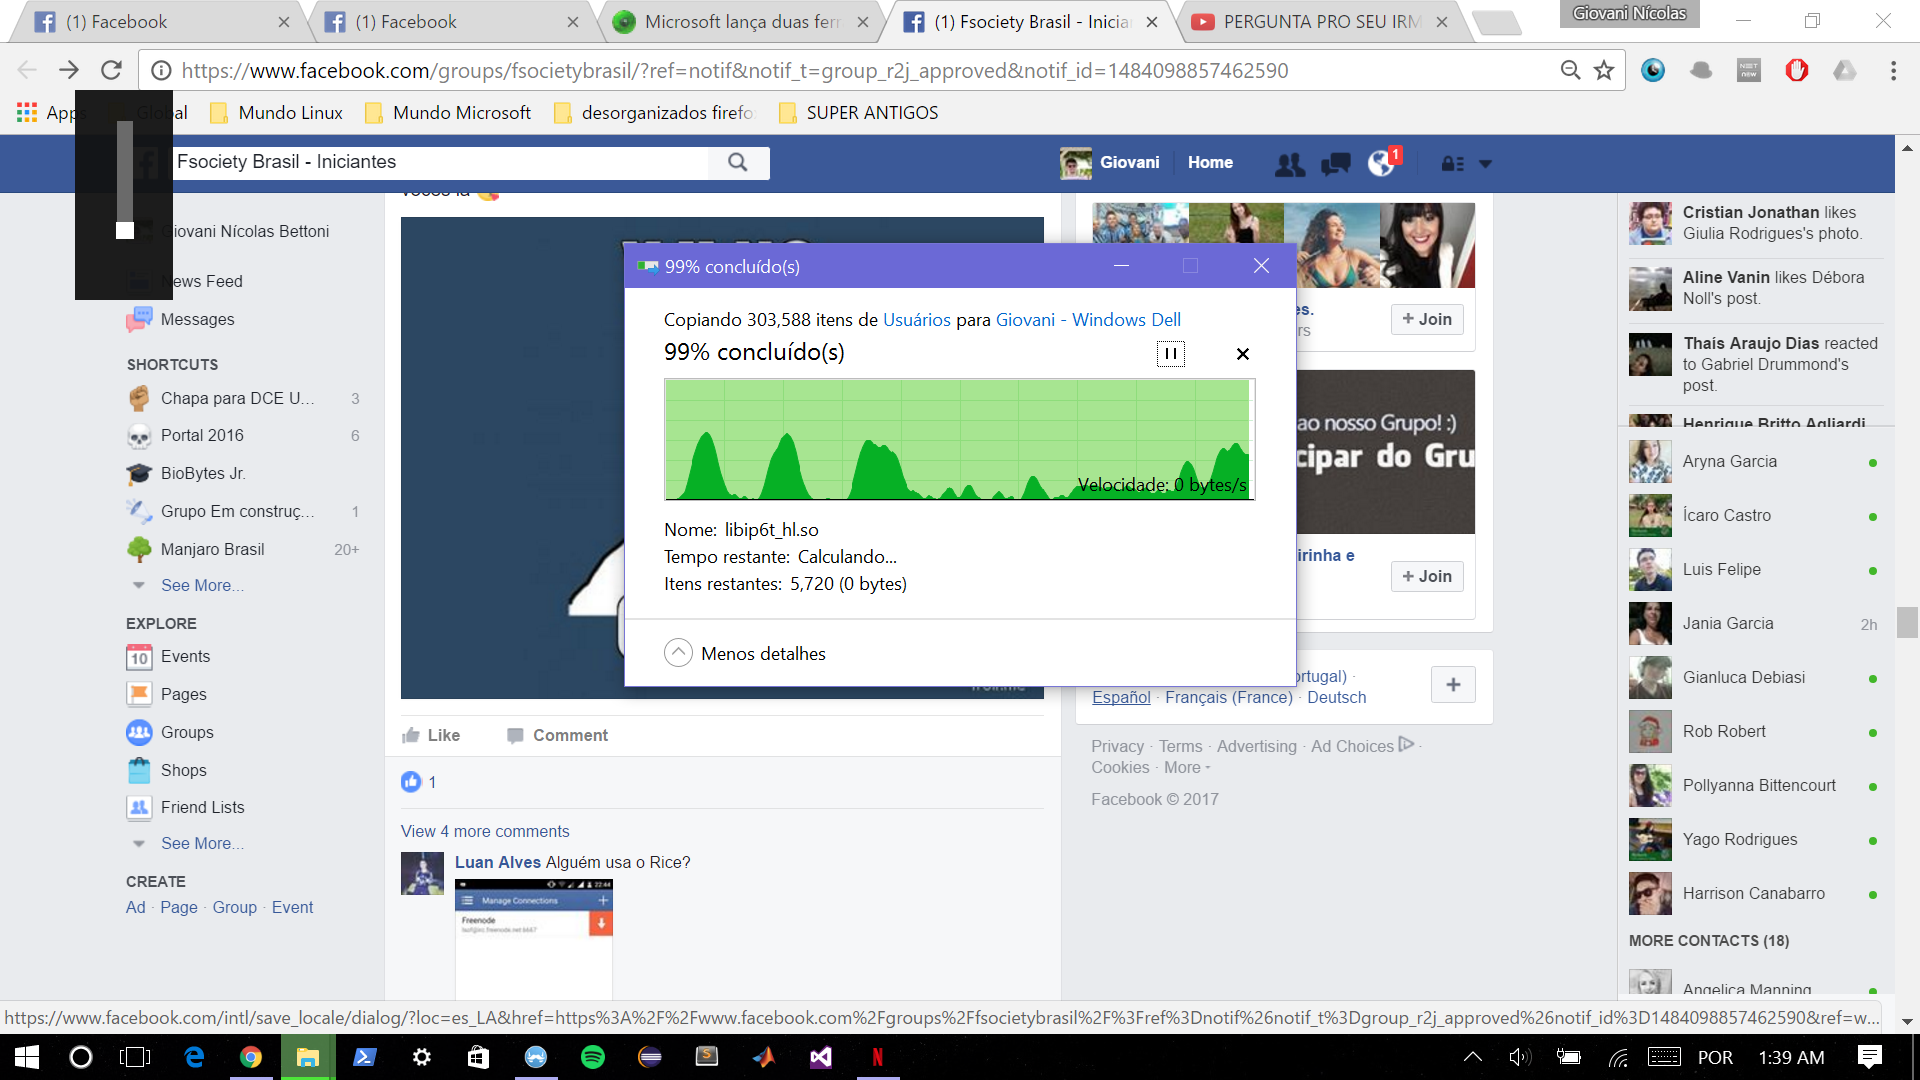 (1) Facebook
(1) Facebook
Microsoft lança duas ferr
(1) Fsociety Brasil - Inicia
PERGUNTA PRO SEU IRM
Giovani Nícolas
https://www.facebook.com/groups/fsocietybrasil/?ref=notif&notif_t=group_r2j_approved&notif_id=1484098857462590
Apps
Global
Mundo Linux
Mundo Microsoft
desorganizados firefo
SUPER ANTIGOS
Fsociety Brasil - Iniciantes
Giovani
Home
1
Giovani Nícolas Bettoni
News Feed
Messages
SHORTCUTS
Chapa para DCE U... 3
Portal 2016 6
BioBytes Jr.
Grupo Em construç... 1
Manjaro Brasil 20+
See More...
EXPLORE
10 Events
Pages
Groups
Shops
Friend Lists
See More...
CREATE
Ad · Page · Group · Event
99% concluído(s)
Copiando 303,588 itens de Usuários para Giovani - Windows Dell
99% concluído(s)
Velocidade: 0 bytes/s
Nome: libip6t_hl.so
Tempo restante: Calculando...
Itens restantes: 5,720 (0 bytes)
Menos detalhes
Like
Comment
1
View 4 more comments
Luan Alves Alguém usa o Rice?
22:44
Manage Connections
Freenode
es.
rs
+ Join
ao nosso Grupo! :)
cipar do Gru
irinha e
+ Join
ortugal) ·
Español · Français (France) · Deutsch
+
Privacy · Terms · Advertising · Ad Choices ·
Cookies · More
Facebook © 2017
Cristian Jonathan likes
Giulia Rodrigues's photo.
Aline Vanin likes Débora
Noll's post.
Thaís Araujo Dias reacted
to Gabriel Drummond's
post.
Henrique Britto Agliardi
Aryna Garcia
Ícaro Castro
Luis Felipe
Jania Garcia 2h
Gianluca Debiasi
Rob Robert
Pollyanna Bittencourt
Yago Rodrigues
Harrison Canabarro
MORE CONTACTS (18)
Angelica Manning
https://www.facebook.com/intl/save_locale/dialog/?loc=es_LA&href=https%3A%2F%2Fwww.facebook.com%2Fgroups%2Ffsocietybrasil%2F%3Fref%3Dnotif%26notif_t%3Dgroup_r2j_approved%26notif_id%3D1484098857462590&ref=w...
POR
1:39 AM